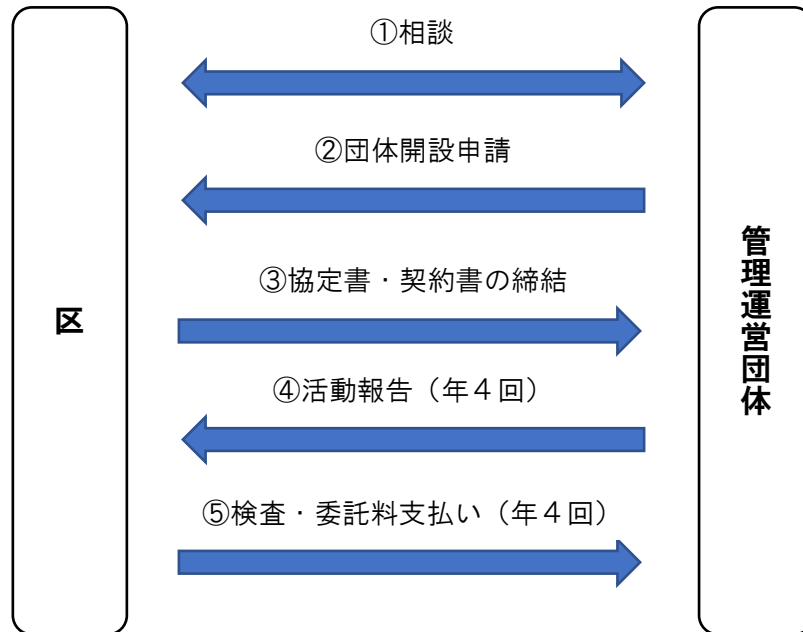 ①相談
②団体開設申請
③協定書・契約書の締結
④活動報告（年４回）
⑤検査・委託料支払い（年４回）
区
管理運営団体